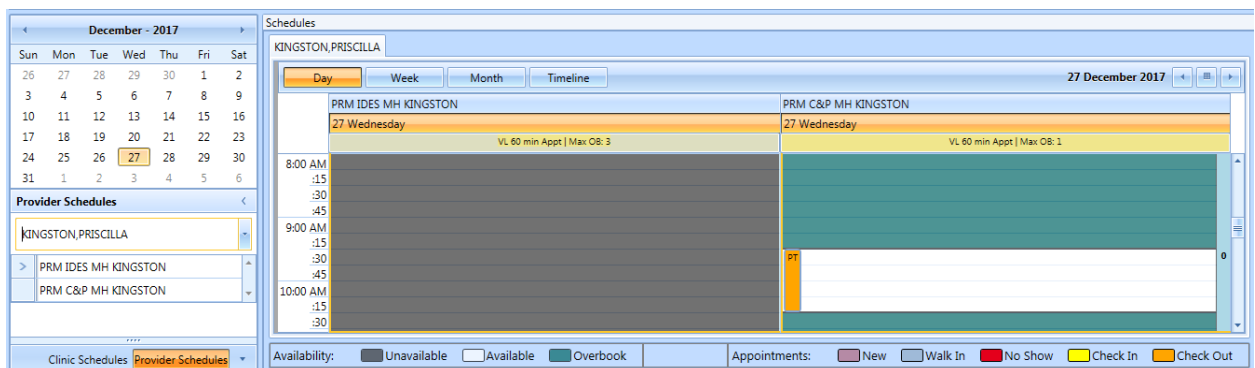 December - 2017
Sun Mon Tue Wed Thu Fri Sat
26 27 28 29 30 1 2
3 4 5 6 7 8 9
10 11 12 13 14 15 16
17 18 19 20 21 22 23
24 25 26 27 28 29 30
31 1 2 3 4 5 6
Provider Schedules
KINGSTON,PRISCILLA
PRM IDES MH KINGSTON
PRM C&P MH KINGSTON
Clinic Schedules Provider Schedules
Schedules
KINGSTON,PRISCILLA
Day Week Month Timeline 27 December 2017
PRM IDES MH KINGSTON PRM C&P MH KINGSTON
27 Wednesday 27 Wednesday
VL 60 min Appt | Max OB: 3 VL 60 min Appt | Max OB: 1
8:00 AM
:15
:30
:45
9:00 AM
:15
:30 PT 0
:45
10:00 AM
:15
:30
Availability: Unavailable Available Overbook Appointments: New Walk In No Show Check In Check Out